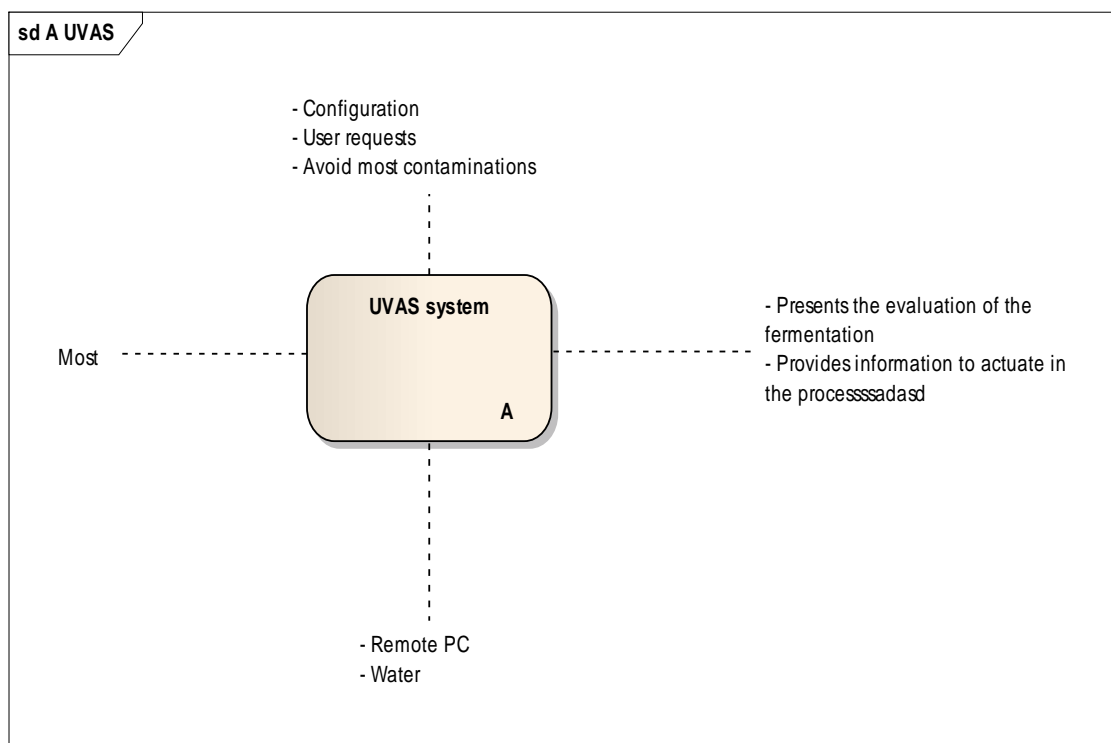 sd A UVAS
- Configuration
- User requests
- Avoid most contaminations
UVAS system
A
Most
- Presents the evaluation of the
fermentation
- Provides information to actuate in
the processssadasd
- Remote PC
- Water